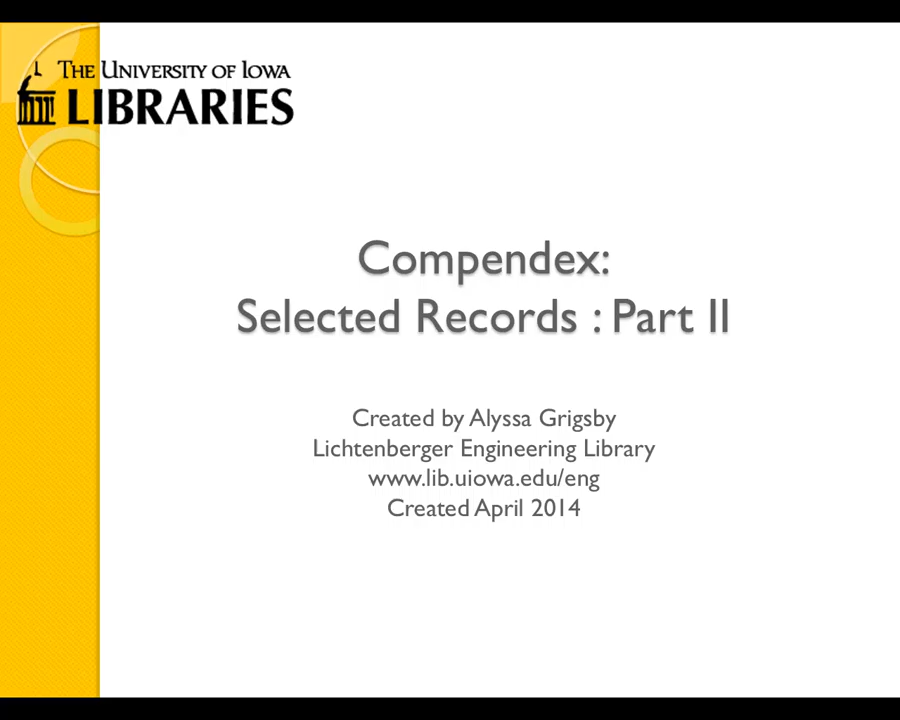 THE UNIVERSITY OF IOWA
LIBRARIES
Compendex:
Selected Records : Part II
Created by Alyssa Grigsby
Lichtenberger Engineering Library
www.lib.uiowa.edu/eng
Created April 2014